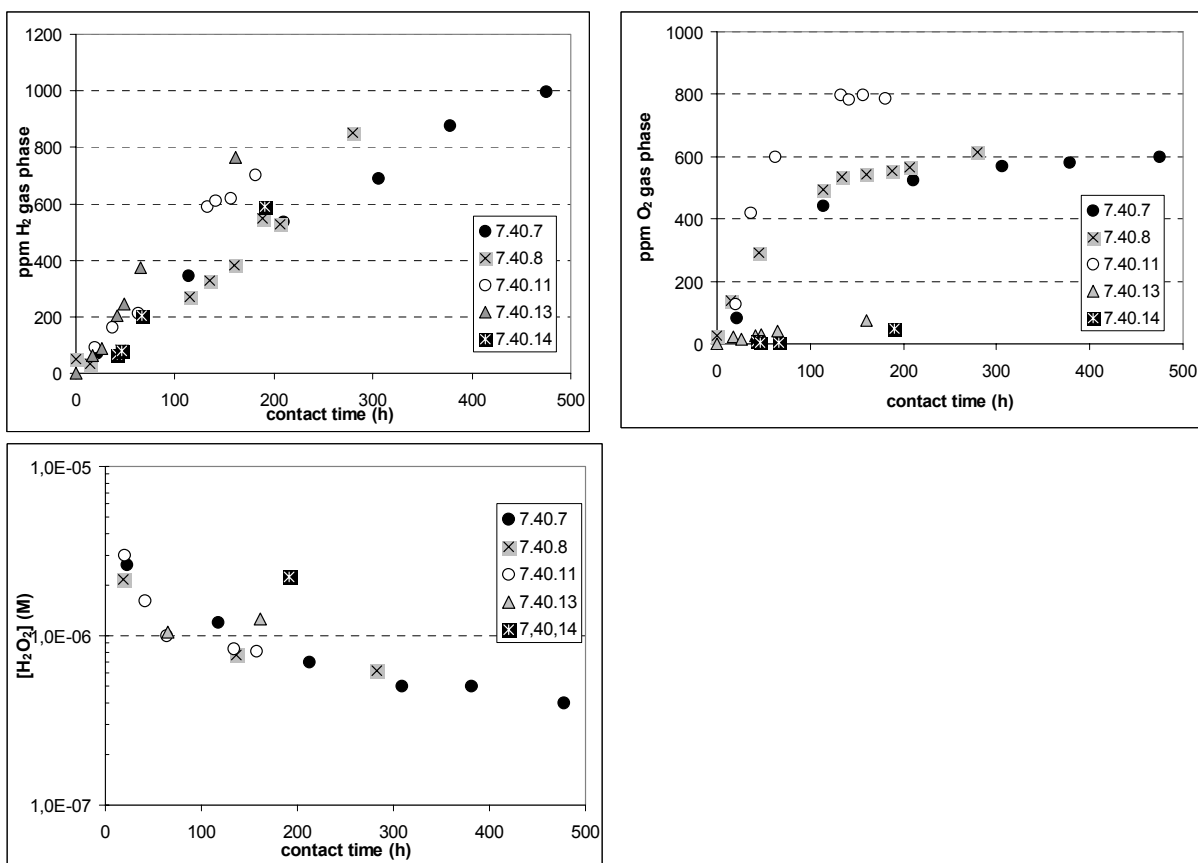 1200
1000
800
600
400
200
0
ppm H₂ gas phase
0 100 200 300 400 500
contact time (h)
7.40.7
7.40.8
7.40.11
7.40.13
7.40.14
1000
800
600
400
200
0
ppm O₂ gas phase
0 100 200 300 400 500
contact time (h)
7.40.7
7.40.8
7.40.11
7.40.13
7.40.14
1,0E-05
1,0E-06
1,0E-07
[H₂O₂] (M)
0 100 200 300 400 500
contact time (h)
7.40.7
7.40.8
7.40.11
7.40.13
7,40,14